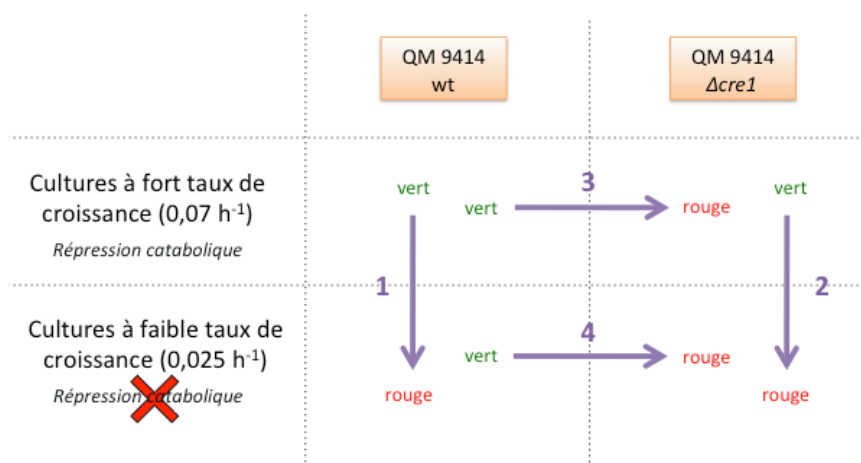 QM 9414
wt
QM 9414
Δcre1
Cultures à fort taux de
croissance (0,07 h⁻¹)
Répression catabolique
vert
vert
3
rouge
vert
1
2
Cultures à faible taux de
croissance (0,025 h⁻¹)
Répression catabolique
vert
4
rouge
rouge
rouge